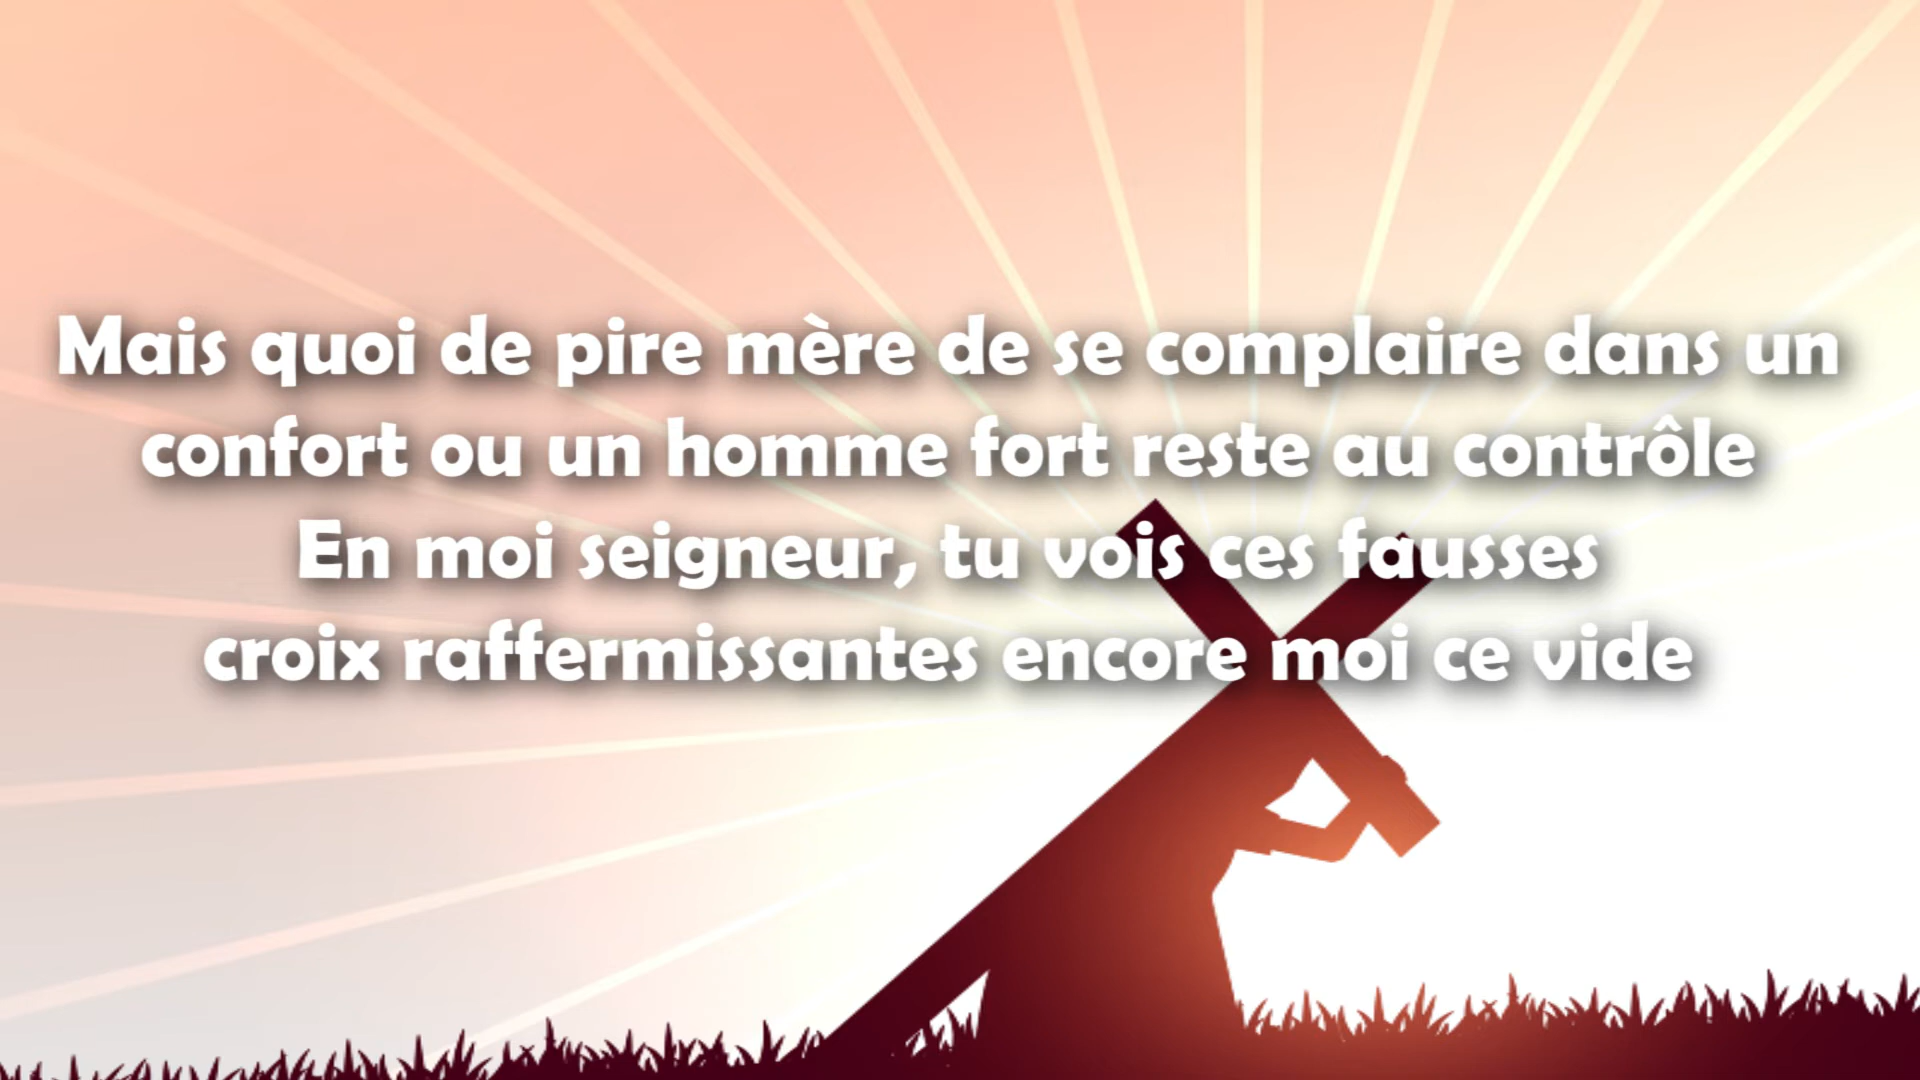 Mais quoi de pire mère de se complaire dans un
confort ou un homme fort reste au contrôle
En moi seigneur, tu vois ces fausses
croix raffermissantes encore moi ce vide